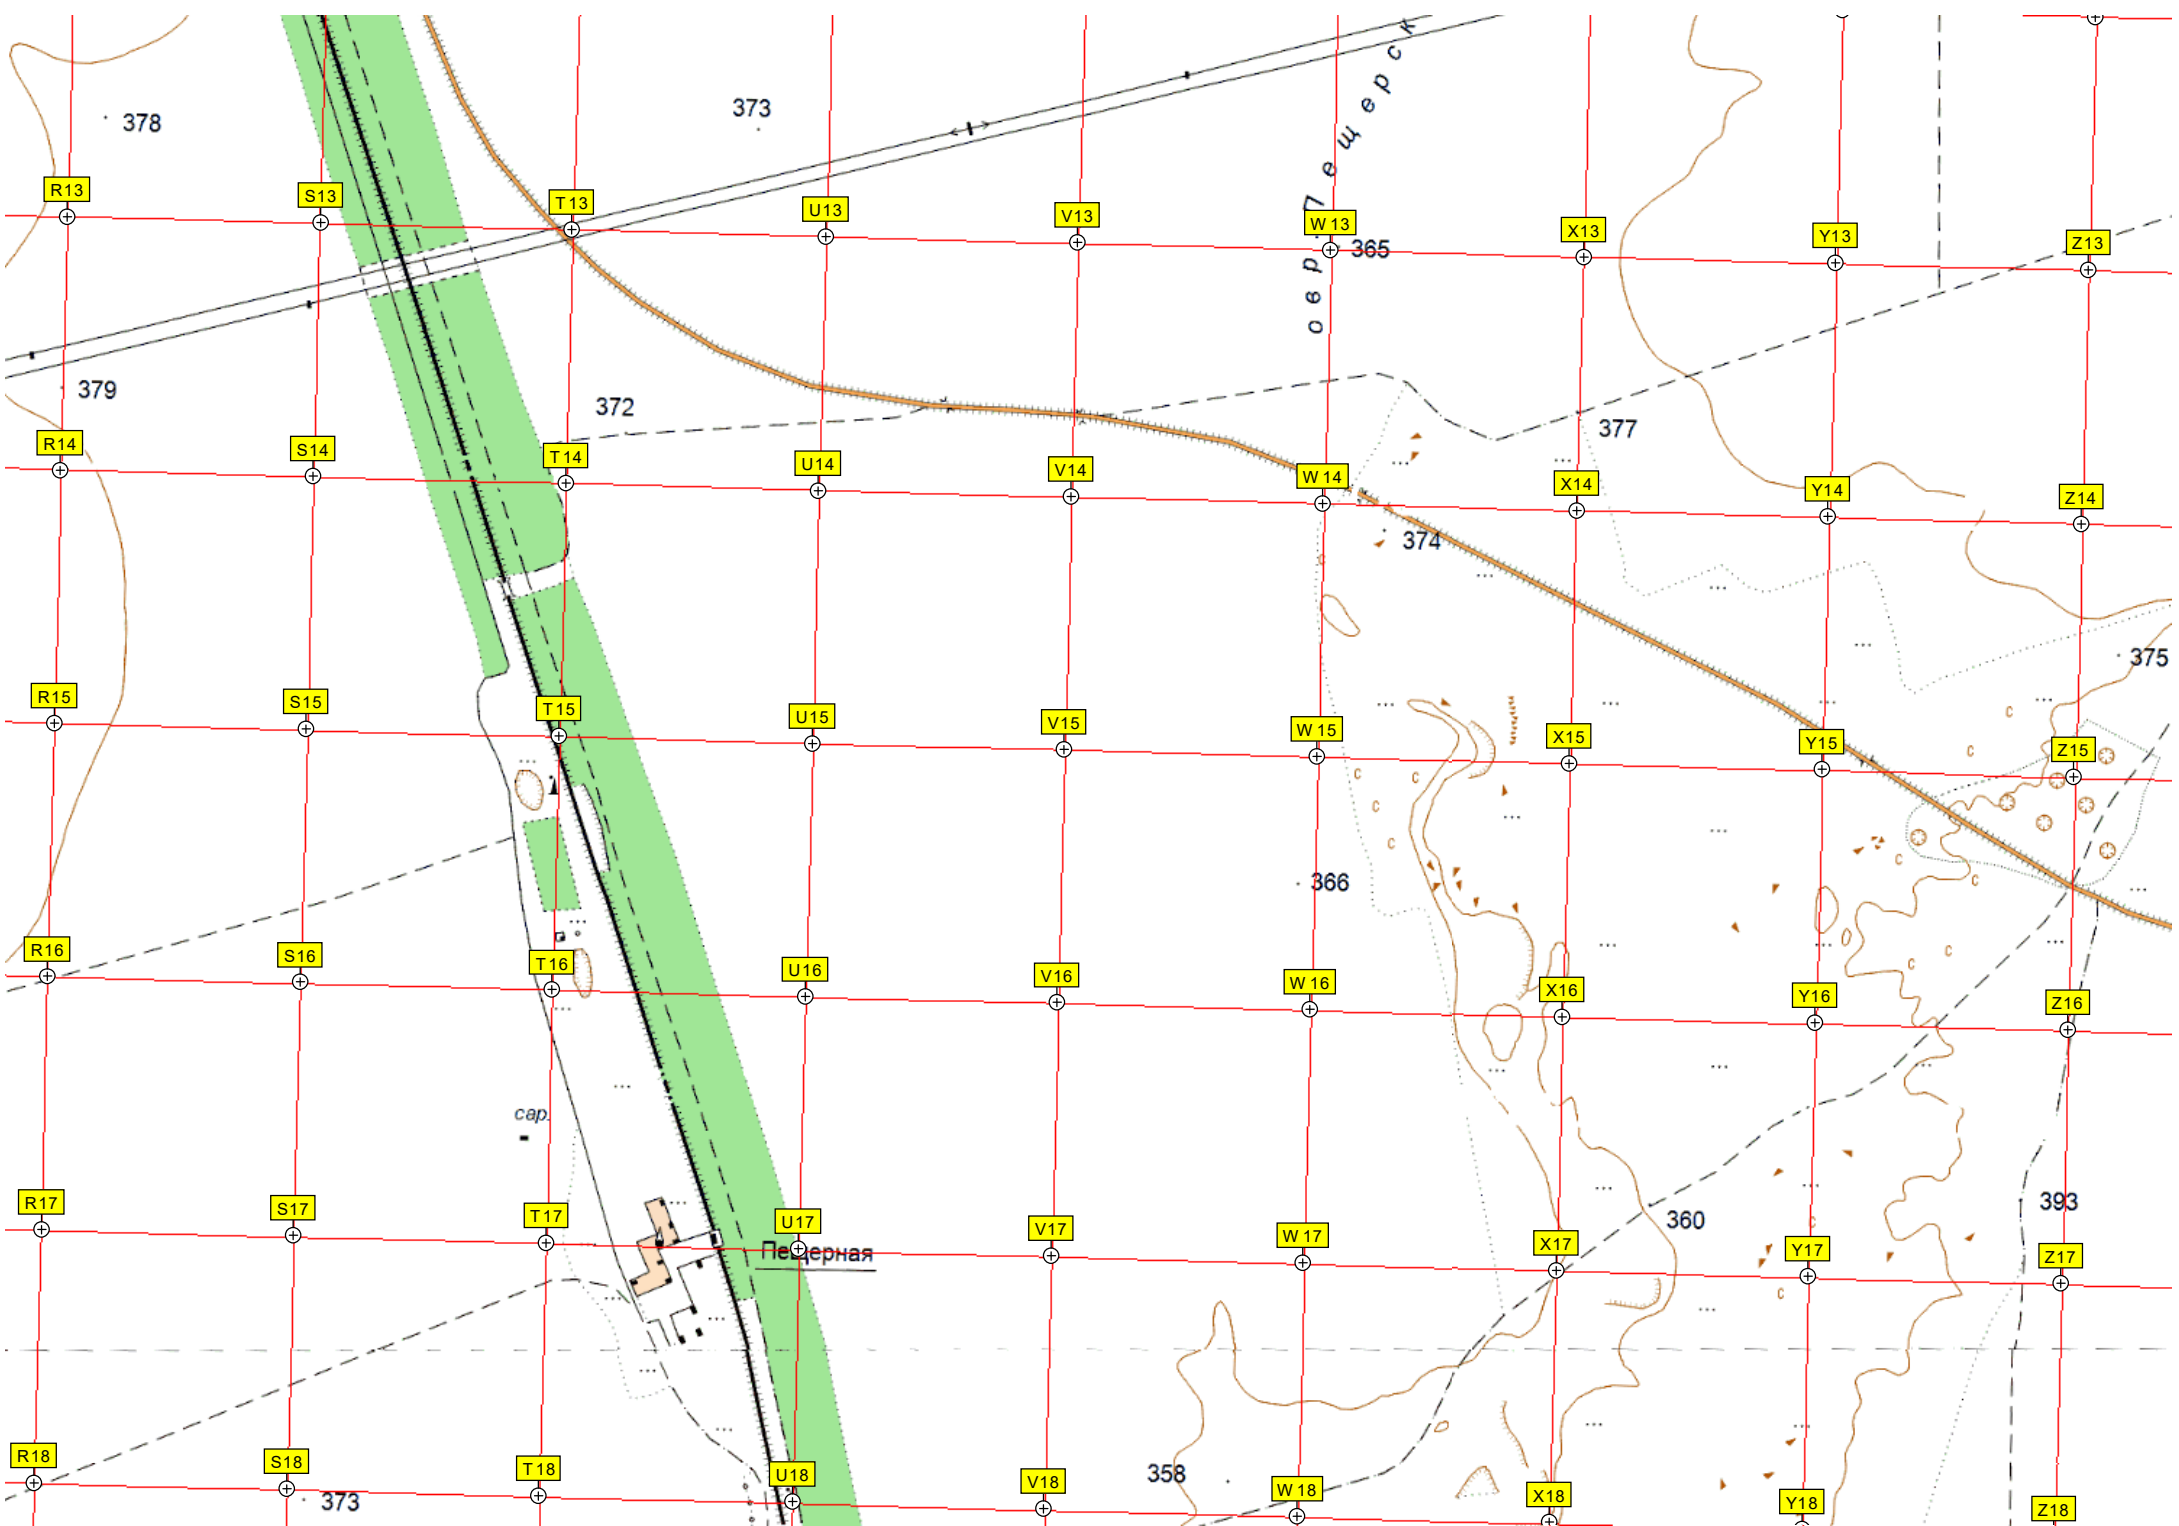 373
378
овр. Пещерск
R13
S13
T13
U13
V13
W13
365
X13
Y13
Z13
379
372
377
R14
S14
T14
U14
V14
W14
X14
Y14
Z14
374
375
R15
S15
T15
U15
V15
W15
X15
Y15
Z15
с
с
с
с
с
с
с
366
с
с
R16
S16
T16
U16
V16
W16
X16
Y16
Z16
с
с
сар.
R17
S17
T17
U17
V17
W17
X17
Y17
Z17
393
360
с
Пещерная
с
R18
S18
T18
U18
V18
W18
X18
Y18
Z18
373
358